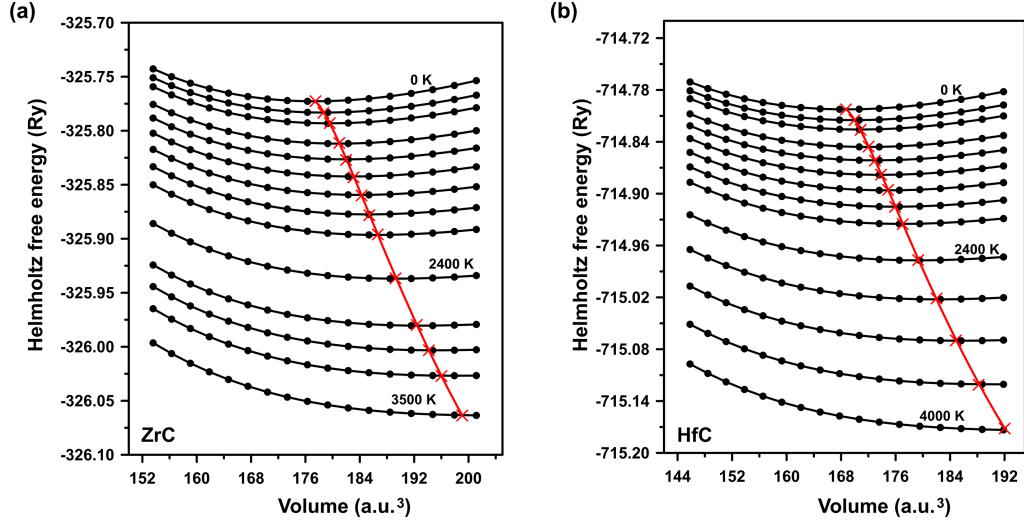 (a)
Helmholtz free energy (Ry)
-325.70
-325.75
-325.80
-325.85
-325.90
-325.95
-326.00
-326.05
-326.10
0 K
2400 K
3500 K
ZrC
152 160 168 176 184 192 200
Volume (a.u.³)
(b)
Helmholtz free energy (Ry)
-714.72
-714.78
-714.84
-714.90
-714.96
-715.02
-715.08
-715.14
-715.20
0 K
2400 K
4000 K
HfC
144 152 160 168 176 184 192
Volume (a.u.³)